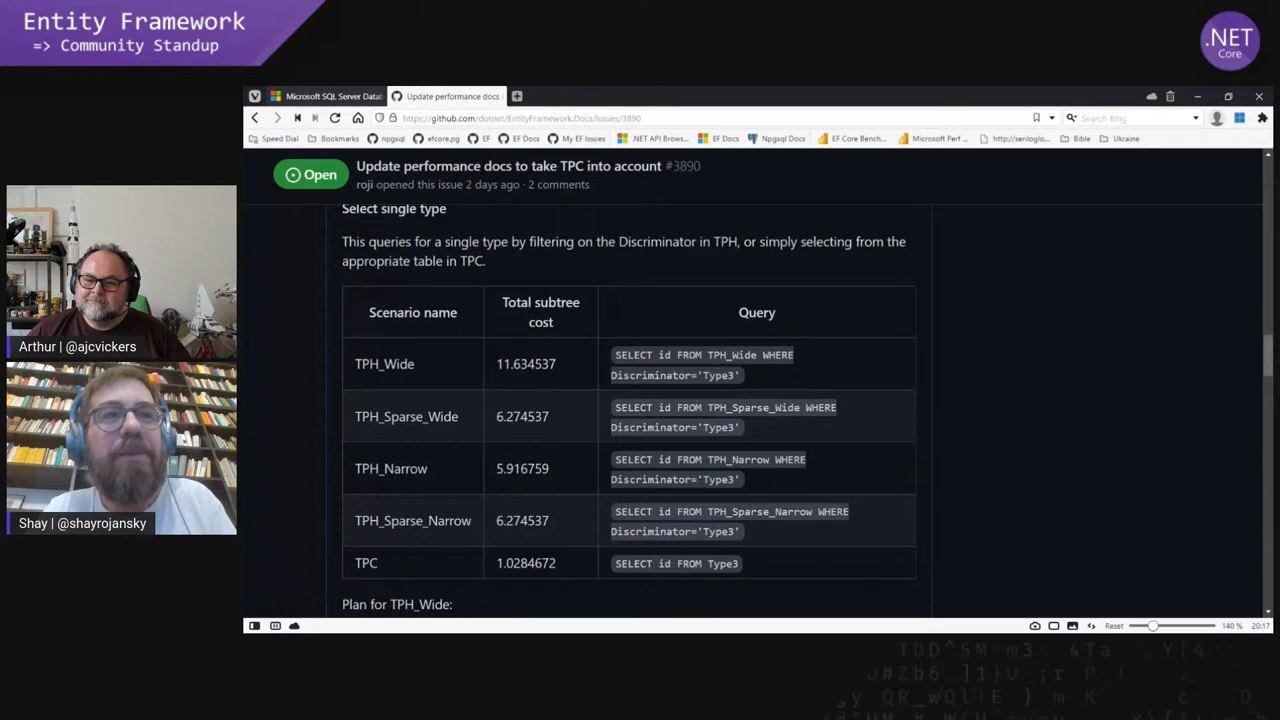 Entity Framework
=> Community Standup
.NET
Core
Microsoft SQL Server Datab
Update performance docs
https://github.com/dotnet/EntityFramework.Docs/issues/3890
Search Bing
Speed Dial
Bookmarks
npgsql
efcore.pg
EF
EF Docs
My EF Issues
.NET API Brows...
EF Docs
Npgsql Docs
EF Core Bench...
Microsoft Perf ...
http://seriloglo...
Bible
Ukraine
Open
Update performance docs to take TPC into account #3890
roji opened this issue 2 days ago · 2 comments
Select single type
This queries for a single type by filtering on the Discriminator in TPH, or simply selecting from the
appropriate table in TPC.
Scenario name
Total subtree
cost
Query
TPH_Wide
11.634537
SELECT id FROM TPH_Wide WHERE
Discriminator='Type3'
TPH_Sparse_Wide
6.274537
SELECT id FROM TPH_Sparse_Wide WHERE
Discriminator='Type3'
TPH_Narrow
5.916759
SELECT id FROM TPH_Narrow WHERE
Discriminator='Type3'
TPH_Sparse_Narrow
6.274537
SELECT id FROM TPH_Sparse_Narrow WHERE
Discriminator='Type3'
TPC
1.0284672
SELECT id FROM Type3
Plan for TPH_Wide:
Reset
140 %
20:17
Arthur | @ajcvickers
Shay | @shayrojansky